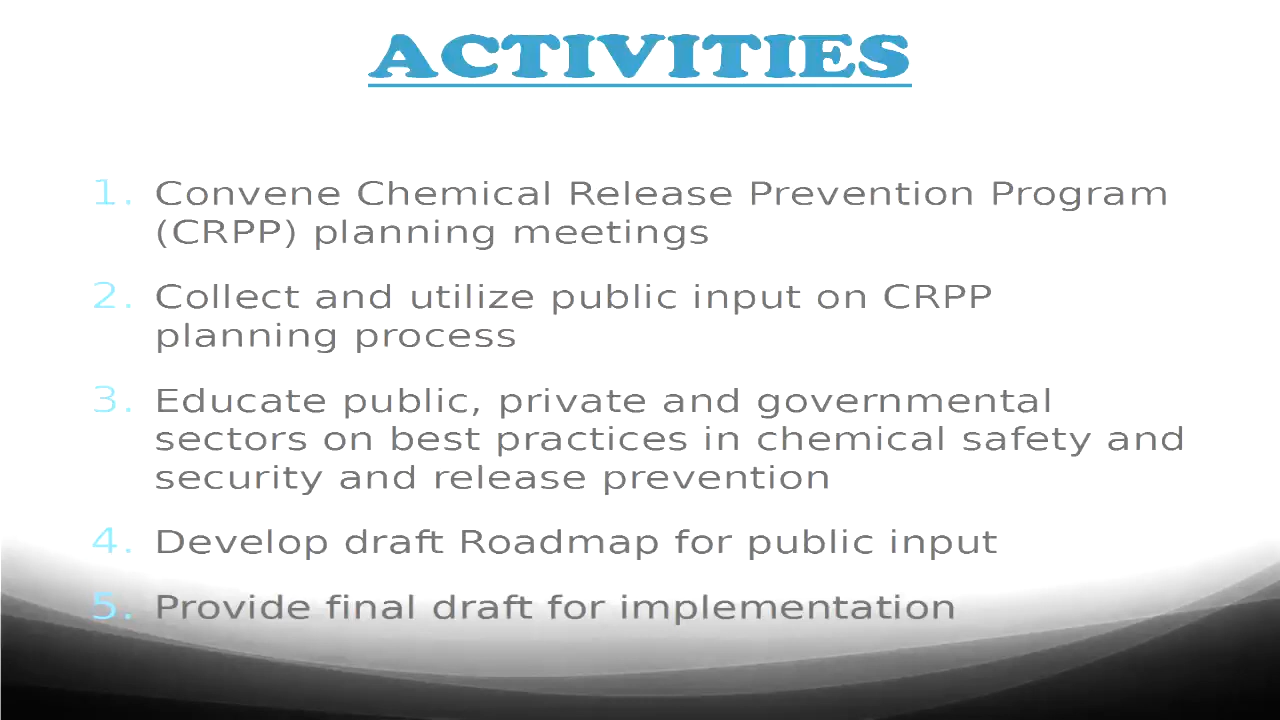 ACTIVITIES
1. Convene Chemical Release Prevention Program
(CRPP) planning meetings
2. Collect and utilize public input on CRPP
planning process
3. Educate public, private and governmental
sectors on best practices in chemical safety and
security and release prevention
4. Develop draft Roadmap for public input
5. Provide final draft for implementation